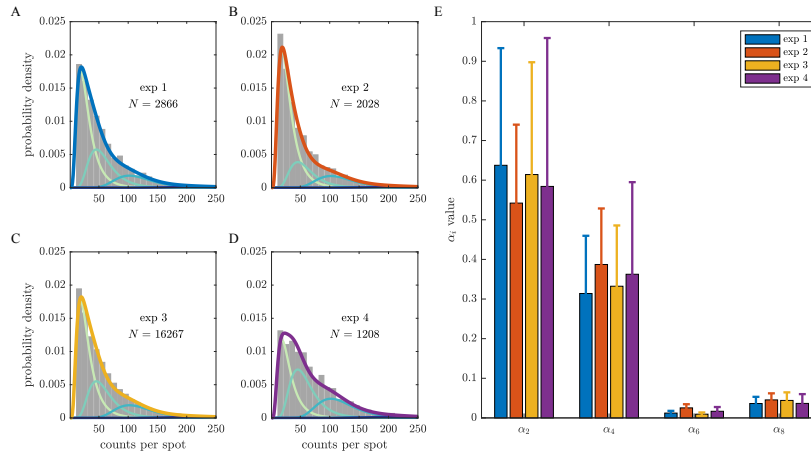 A
0.025
0.02
0.015
0.01
0.005
0
probability density
exp 1
N = 2866
50 100 150 200 250
B
0.025
0.02
0.015
0.01
0.005
0
exp 2
N = 2028
50 100 150 200 250
C
0.025
0.02
0.015
0.01
0.005
0
probability density
exp 3
N = 16267
50 100 150 200 250
counts per spot
D
0.025
0.02
0.015
0.01
0.005
0
exp 4
N = 1208
50 100 150 200 250
counts per spot
E
1
0.9
0.8
0.7
0.6
0.5
0.4
0.3
0.2
0.1
0
α_i value
exp 1
exp 2
exp 3
exp 4
α₂ α₄ α₆ α₈